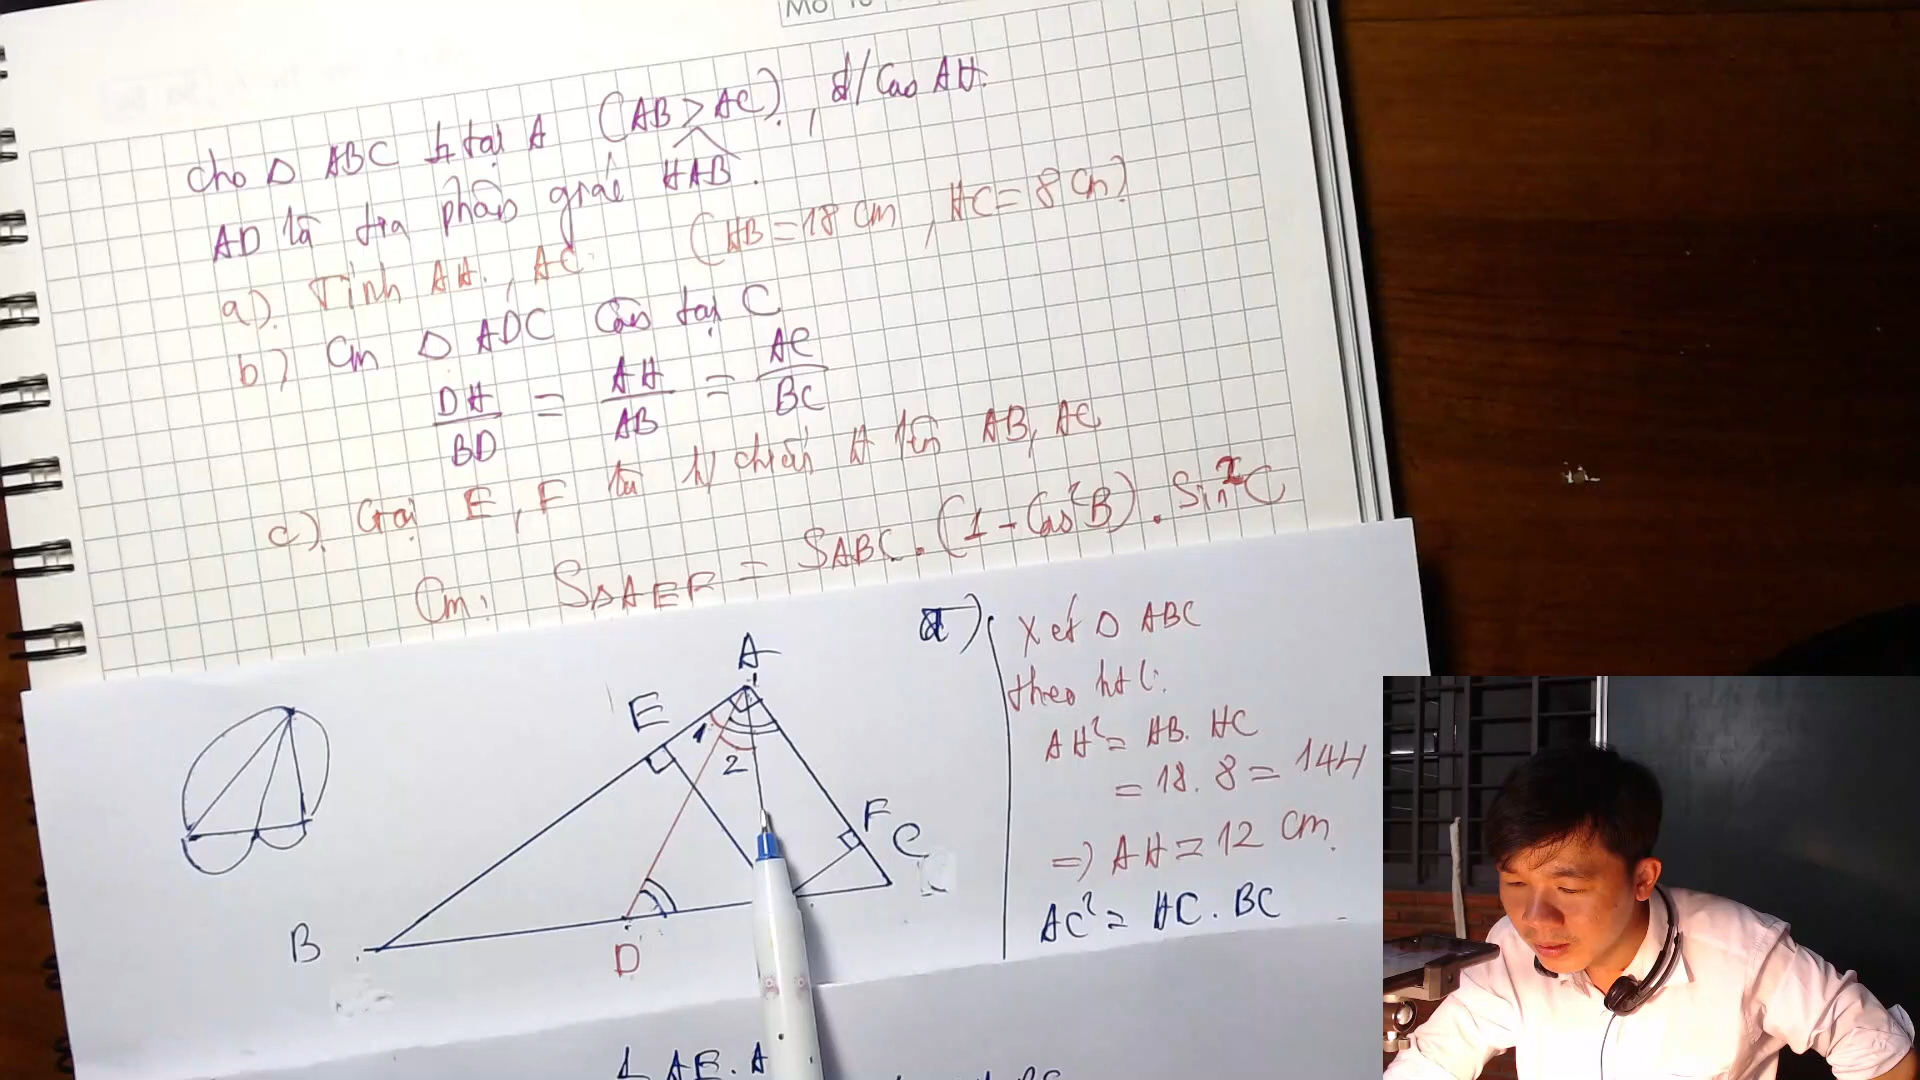 Cho Δ ABC ⊥ tại A (AB > AC), đ/cao AH.
AD là tia phân giác HAB.
a). Tính AH, AC. (HB = 18 cm, HC = 8 cm)
b) Cm Δ ADC cân tại C
DH/BD = AH/AB = AC/BC
c). Gọi E, F là h/chiếu H lên AB, AC
Cm: SΔAEF = SABC. (1 - Cos²B). Sin²C
A
E
1
2
F
C
B
D
a)
Xét Δ ABC
theo htl:
AH² = HB. HC
= 18. 8 = 144
=> AH = 12 cm.
AC² = HC. BC